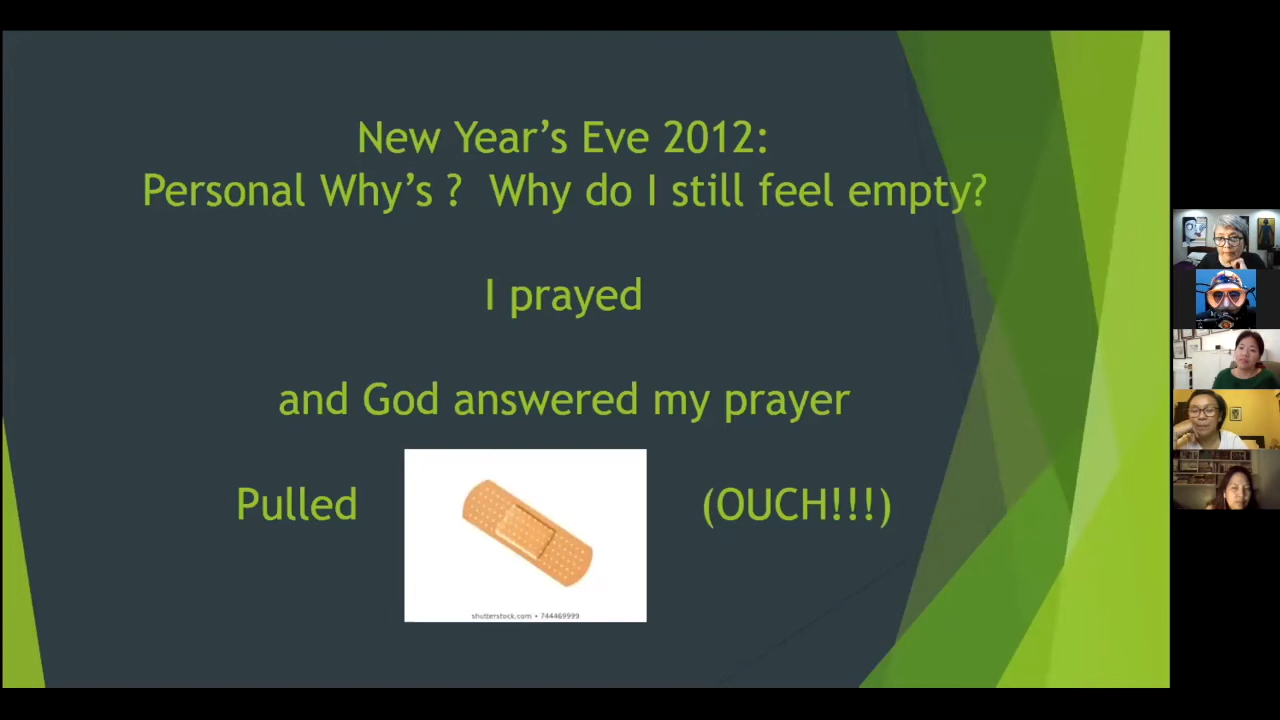 New Year’s Eve 2012:
Personal Why’s ?  Why do I still feel empty?
I prayed
and God answered my prayer
Pulled (OUCH!!!)
shutterstock.com • 744469999